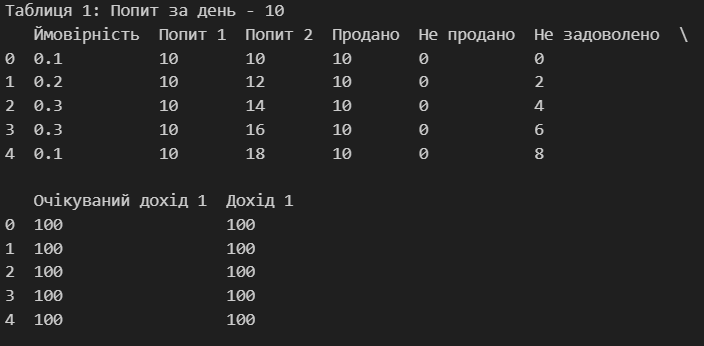 Таблиця 1: Попит за день - 10
Ймовірність Попит 1 Попит 2 Продано Не продано Не задоволено \
0 0.1 10 10 10 0 0
1 0.2 10 12 10 0 2
2 0.3 10 14 10 0 4
3 0.3 10 16 10 0 6
4 0.1 10 18 10 0 8
Очікуваний дохід 1 Дохід 1
0 100 100
1 100 100
2 100 100
3 100 100
4 100 100